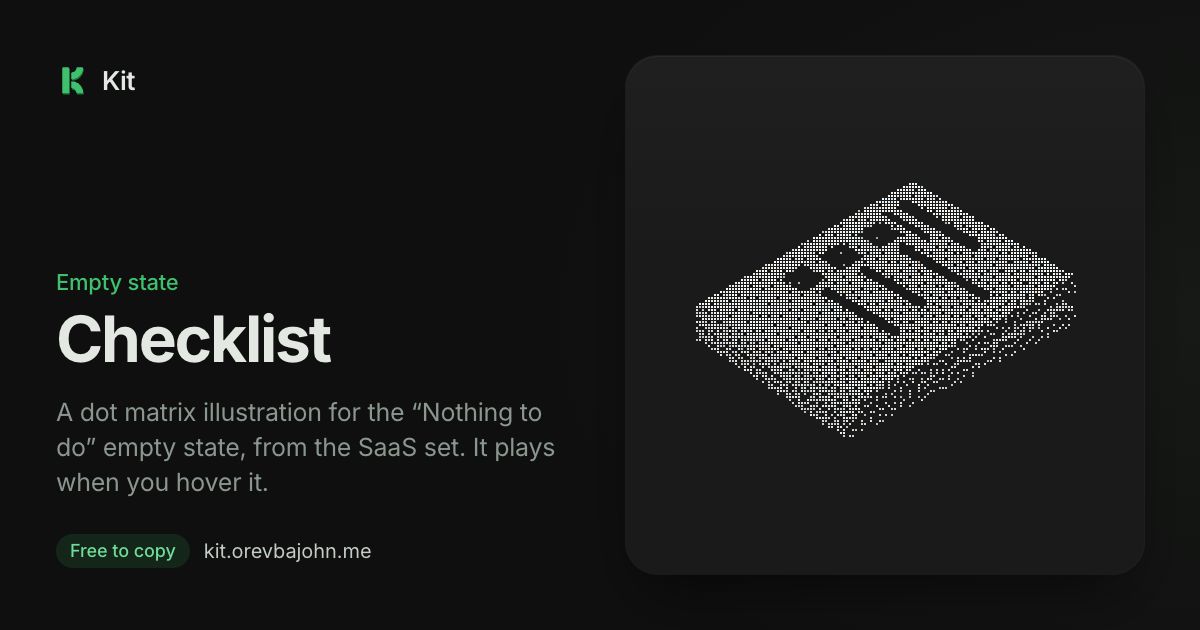 Kit
Empty state
Checklist
A dot matrix illustration for the “Nothing to
do” empty state, from the SaaS set. It plays
when you hover it.
Free to copy
kit.orevbajohn.me